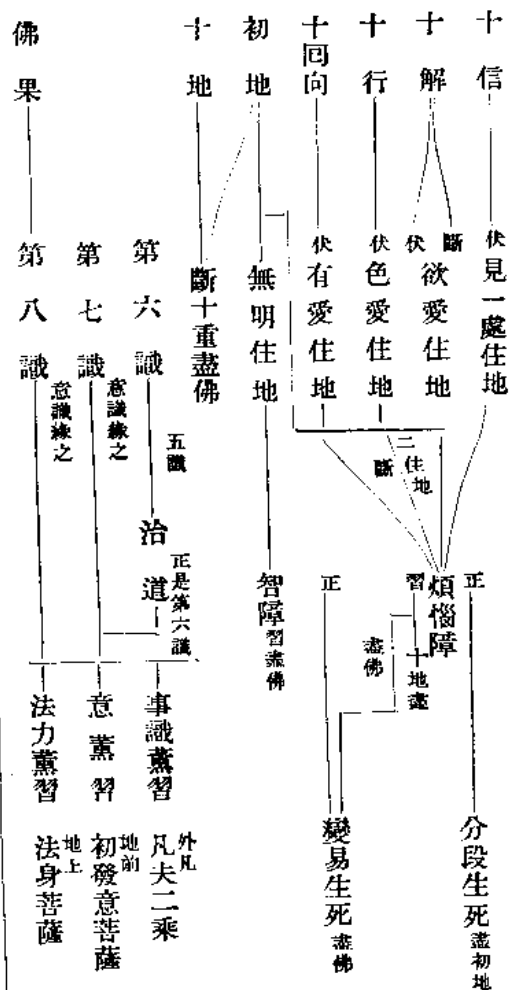 十信
伏
見一處住地
正
煩惱障
習
十地盡
正
分段生死 盡初地
十解
斷
伏
欲愛住地
十行
伏
色愛住地
二住地
斷
十回向
伏
有愛住地
盡佛
正
變易生死 盡佛
初地
一
無明住地
智障 習盡佛
十地
斷十重盡佛
第六識
五識
治道
正是第六識
事識薰習
外凡
凡夫二乘
第七識
意識緣之
意薰習
地前
初發意菩薩
佛果
第八識
意識緣之
法力薰習
地上
法身菩薩